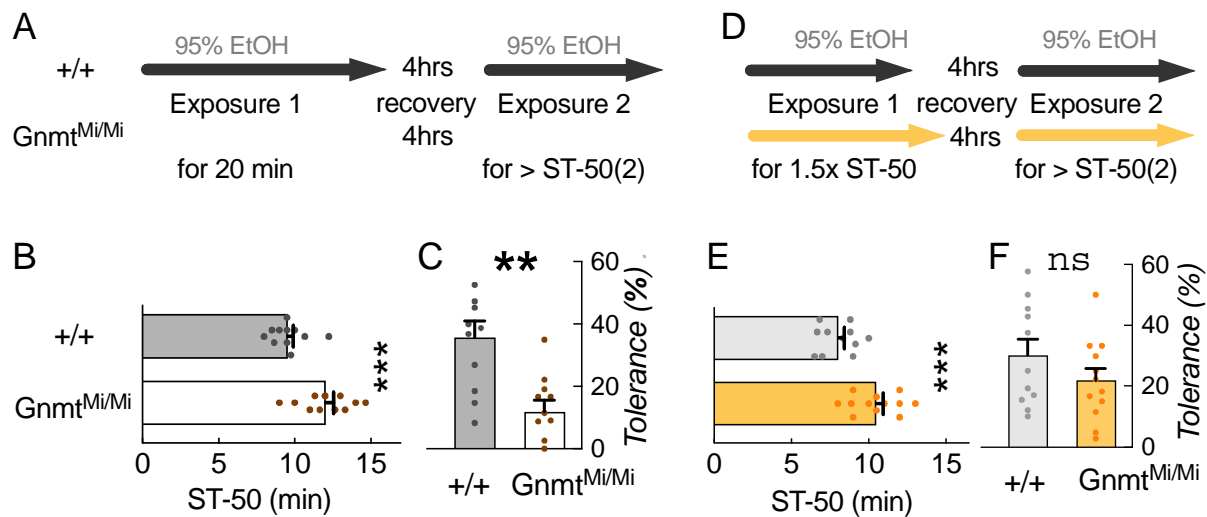 A
95% EtOH
95% EtOH
+/+
4hrs
Exposure 1
recovery
Exposure 2
Gnmt^Mi/Mi
4hrs
for 20 min
for > ST-50(2)
D
95% EtOH
95% EtOH
4hrs
Exposure 1
recovery
Exposure 2
4hrs
for 1.5x ST-50
for > ST-50(2)
B
+/+
Gnmt^Mi/Mi
***
0
5
10
15
ST-50 (min)
C
**
60
40
20
0
Tolerance (%)
+/+
Gnmt^Mi/Mi
E
***
0
5
10
15
ST-50 (min)
F
ns
60
40
20
0
Tolerance (%)
+/+
Gnmt^Mi/Mi